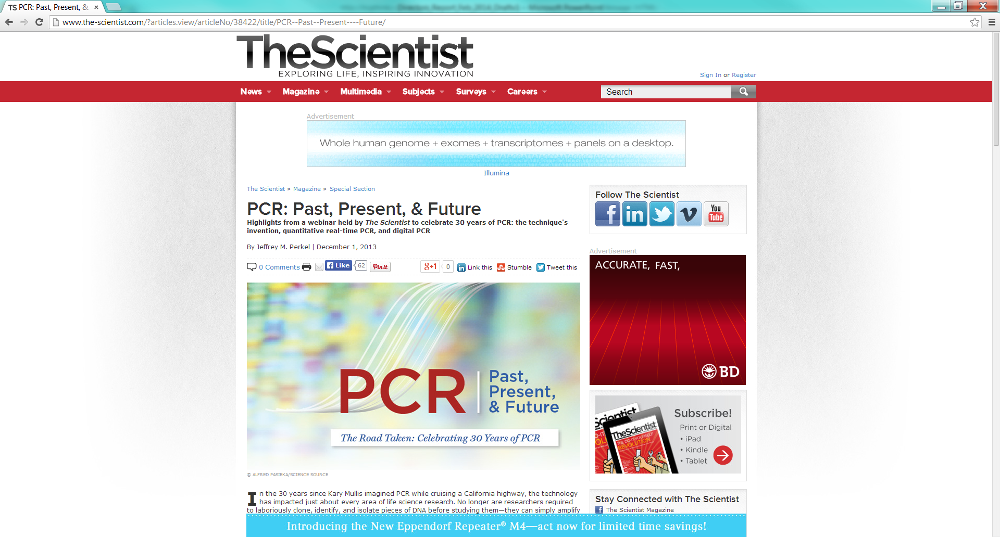 TS PCR: Past, Present, &
www.the-scientist.com/?articles.view/articleNo/38422/title/PCR--Past--Present----Future/
TheScientist
EXPLORING LIFE, INSPIRING INNOVATION
Sign In or Register
News Magazine Multimedia Subjects Surveys Careers Search
Advertisement
Whole human genome + exomes + transcriptomes + panels on a desktop.
Illumina
The Scientist » Magazine » Special Section
PCR: Past, Present, & Future
Highlights from a webinar held by The Scientist to celebrate 30 years of PCR: the technique's
invention, quantitative real-time PCR, and digital PCR
By Jeffrey M. Perkel | December 1, 2013
0 Comments Like 62 Pin it g+1 0 Link this Stumble Tweet this
PCR
Past,
Present,
& Future
The Road Taken: Celebrating 30 Years of PCR
© ALFRED PASIEKA/SCIENCE SOURCE
In the 30 years since Kary Mullis imagined PCR while cruising a California highway, the technology
has impacted just about every area of life science research. No longer are researchers required
to laboriously clone, identify, and isolate pieces of DNA before studying them—they can simply amplify
Follow The Scientist
f in You Tube
Advertisement
ACCURATE, FAST,
BD
TheScientist
REVOLUTION
Subscribe!
Print or Digital
• iPad
• Kindle
• Tablet
Stay Connected with The Scientist
The Scientist Magazine
Introducing the New Eppendorf Repeater® M4—act now for limited time savings!